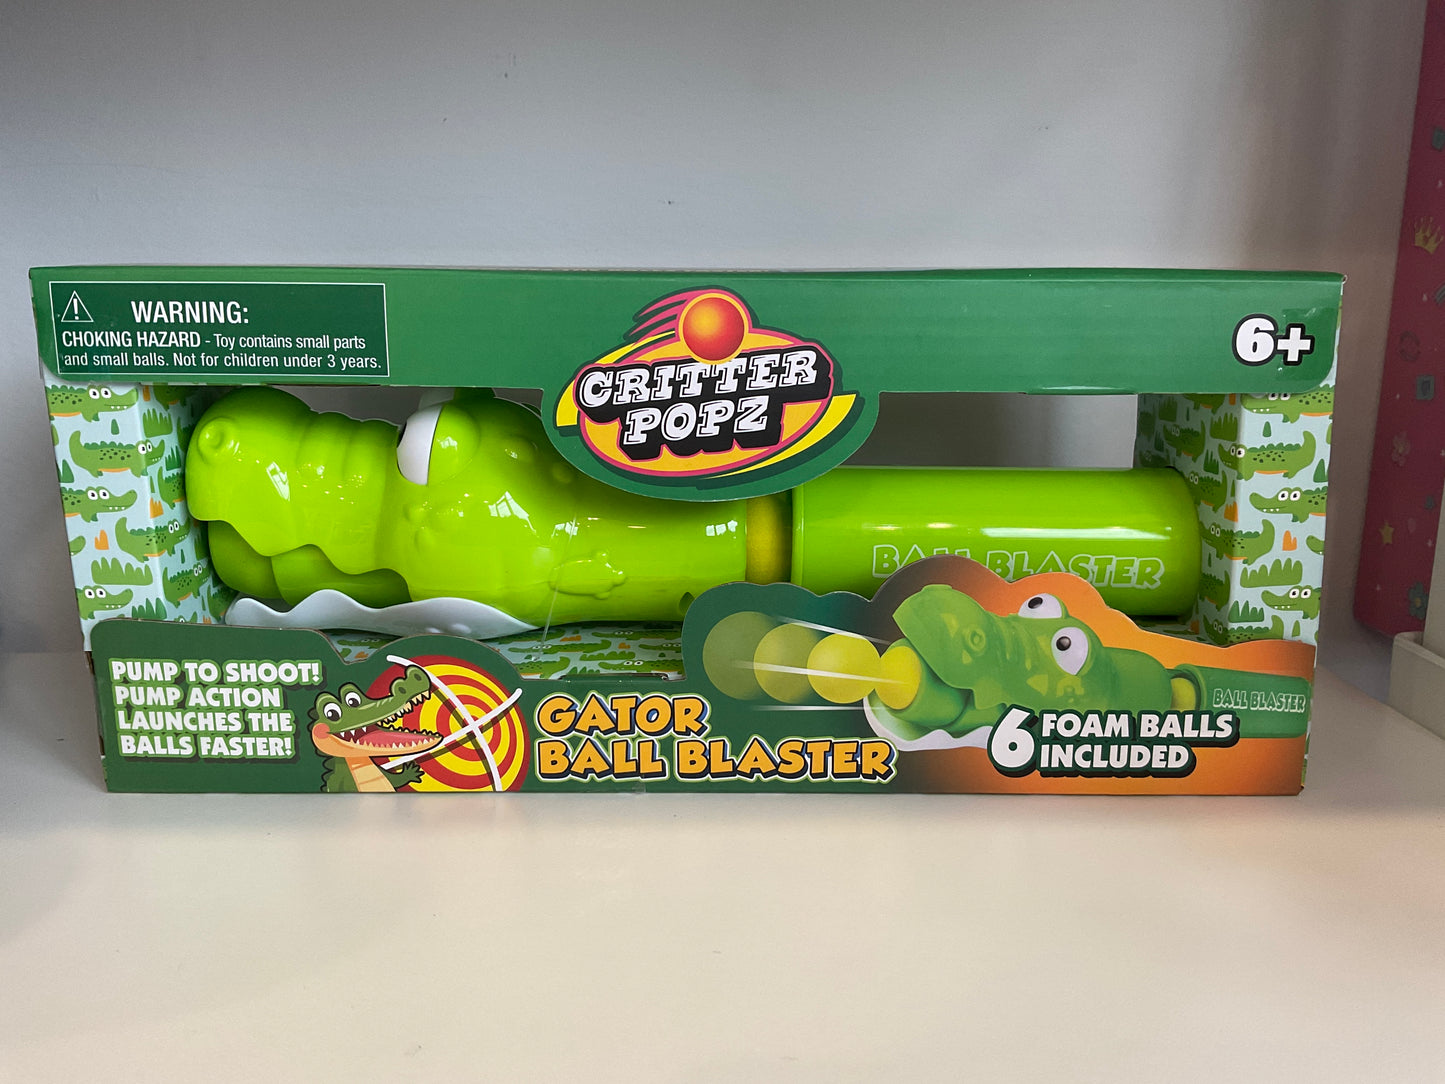 WARNING:
CHOKING HAZARD - Toy contains small parts
and small balls. Not for children under 3 years.
CRITTER
POPZ
6+
BALL BLASTER
PUMP TO SHOOT!
PUMP ACTION
LAUNCHES THE
BALLS FASTER!
GATOR
BALL BLASTER
BALL BLASTER
6 FOAM BALLS
INCLUDED